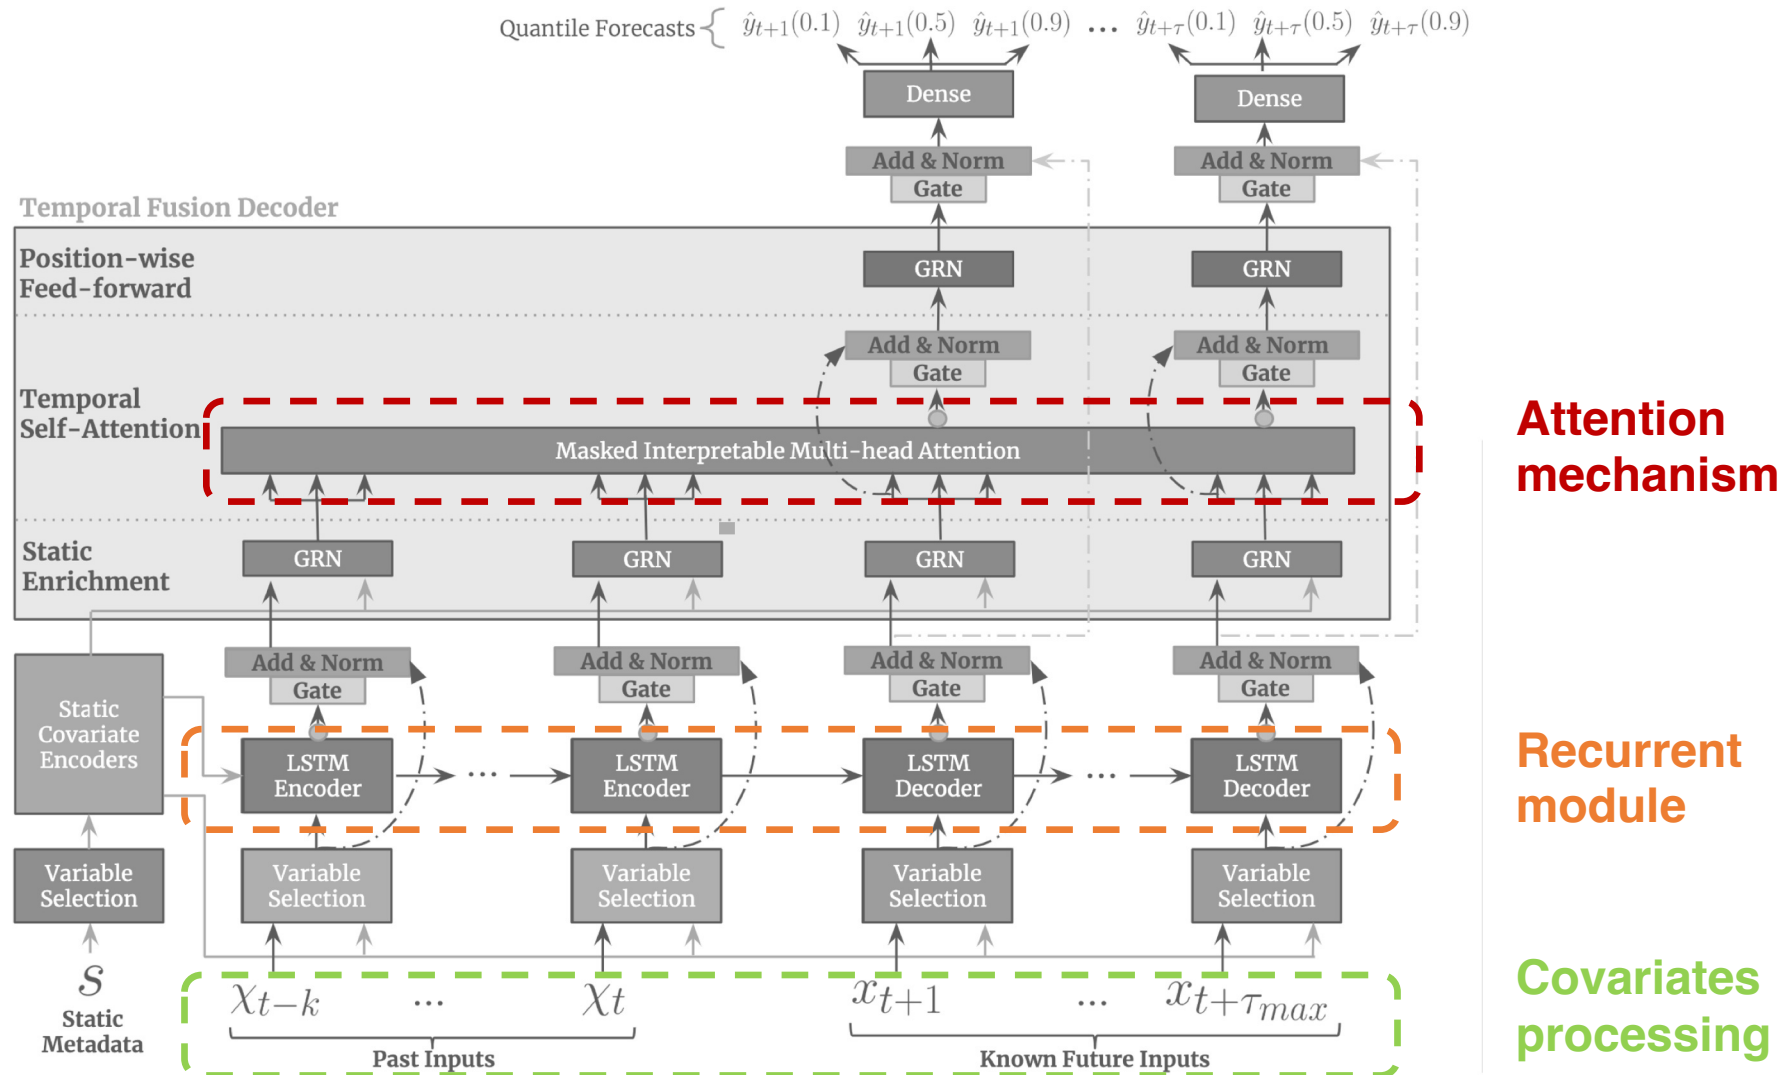 Quantile Forecasts { ŷt+1(0.1) ŷt+1(0.5) ŷt+1(0.9) ... ŷt+τ(0.1) ŷt+τ(0.5) ŷt+τ(0.9)
Dense Dense
Add & Norm Add & Norm
Gate Gate
Temporal Fusion Decoder
Position-wise
Feed-forward
GRN GRN
Add & Norm Add & Norm
Gate Gate
Temporal
Self-Attention
Masked Interpretable Multi-head Attention
Attention
mechanism
Static
Enrichment
GRN GRN GRN GRN
Add & Norm Add & Norm Add & Norm Add & Norm
Gate Gate Gate Gate
Static
Covariate
Encoders
LSTM
Encoder
...
LSTM
Encoder
LSTM
Decoder
...
LSTM
Decoder
Recurrent
module
Variable
Selection
Variable
Selection
Variable
Selection
Variable
Selection
Variable
Selection
s
Static
Metadata
χt−k ... χt xt+1 ... xt+τmax
Past Inputs Known Future Inputs
Covariates
processing